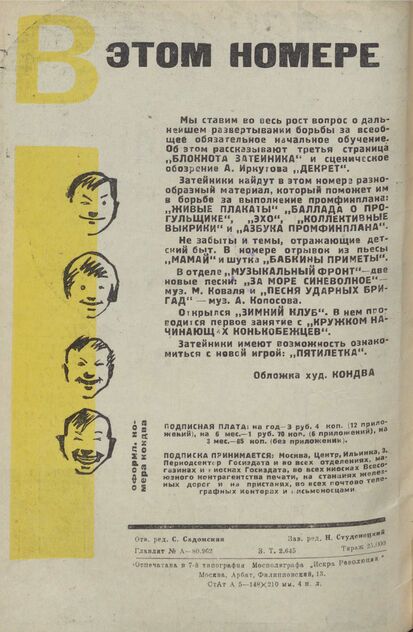 В ЭТОМ НОМЕРЕ
Мы ставим во весь рост вопрос о даль-
нейшем развертывании борьбы за всеоб-
щее обязательное начальное обучение.
Об этом рассказывают третья страница
„БЛОКНОТА ЗАТЕЙНИКА" и сценическое
обозрение А. Иркутова „ДЕКРЕТ".
Затейники найдут в этом номере разно-
образный материал, который поможет им
в борьбе за выполнение промфинплана:
„ЖИВЫЕ ПЛАКАТЫ" „БАЛЛАДА О ПРО-
ГУЛЬЩИКЕ", „ЭХО", „КОЛЛЕКТИВНЫЕ
ВЫКРИКИ" и „АЗБУКА ПРОМФИНПЛАНА".
Не забыты и темы, отражающие дет-
ский быт. В номере отрывок из пьесы
„МАМАЙ" и шутка „БАБКИНЫ ПРИМЕТЫ".
В отделе „МУЗЫКАЛЬНЫЙ ФРОНТ"—две
новые песни: „ЗА МОРЕ СИНЕВОЛНОЕ"—
муз. М. Коваля и „ПЕСНЯ УДАРНЫХ БРИ-
ГАД" — муз. А. Копосова.
Открылся „ЗИМНИЙ КЛУБ". В нем про-
водится первое занятие с „КРУЖКОМ НА-
ЧИНАЮЩИХ КОНЬКОБЕЖЦЕВ".
Затейники имеют возможность ознако-
миться с новой игрой: „ПЯТИЛЕТКА".
Обложка худ. КОНДВА
оформл. но-
мера кондва
ПОДПИСНАЯ ПЛАТА: на год—3 руб. 4 коп. (12 прило-
жений), на 6 мес.—1 руб. 70 коп. (6 приложений), на
3 мес.—65 коп. (без приложений).
ПОДПИСКА ПРИНИМАЕТСЯ: Москва, Центр, Ильинка, 3.
Периодсектор Госиздата и во всех отделениях, ма-
газинах и киосках Госиздата, во всех киосках Всесо-
юзного контрагентства печати, на станциях желез-
ных дорог и на пристанях, во всех почтово теле-
графных конторах и письмоносцами.
Отв. ред. С. Садомская Зав. ред. Н. Студенецкий
Главлит № А—80.962 З. Т. 2.645 Тираж 25.000
Отпечатана в 7-й типографии Мосполиграфа „Искра Революции"
Москва, Арбат, Филипповский, 13.
СтАт А 5—148×210 мм. 4 п. л.